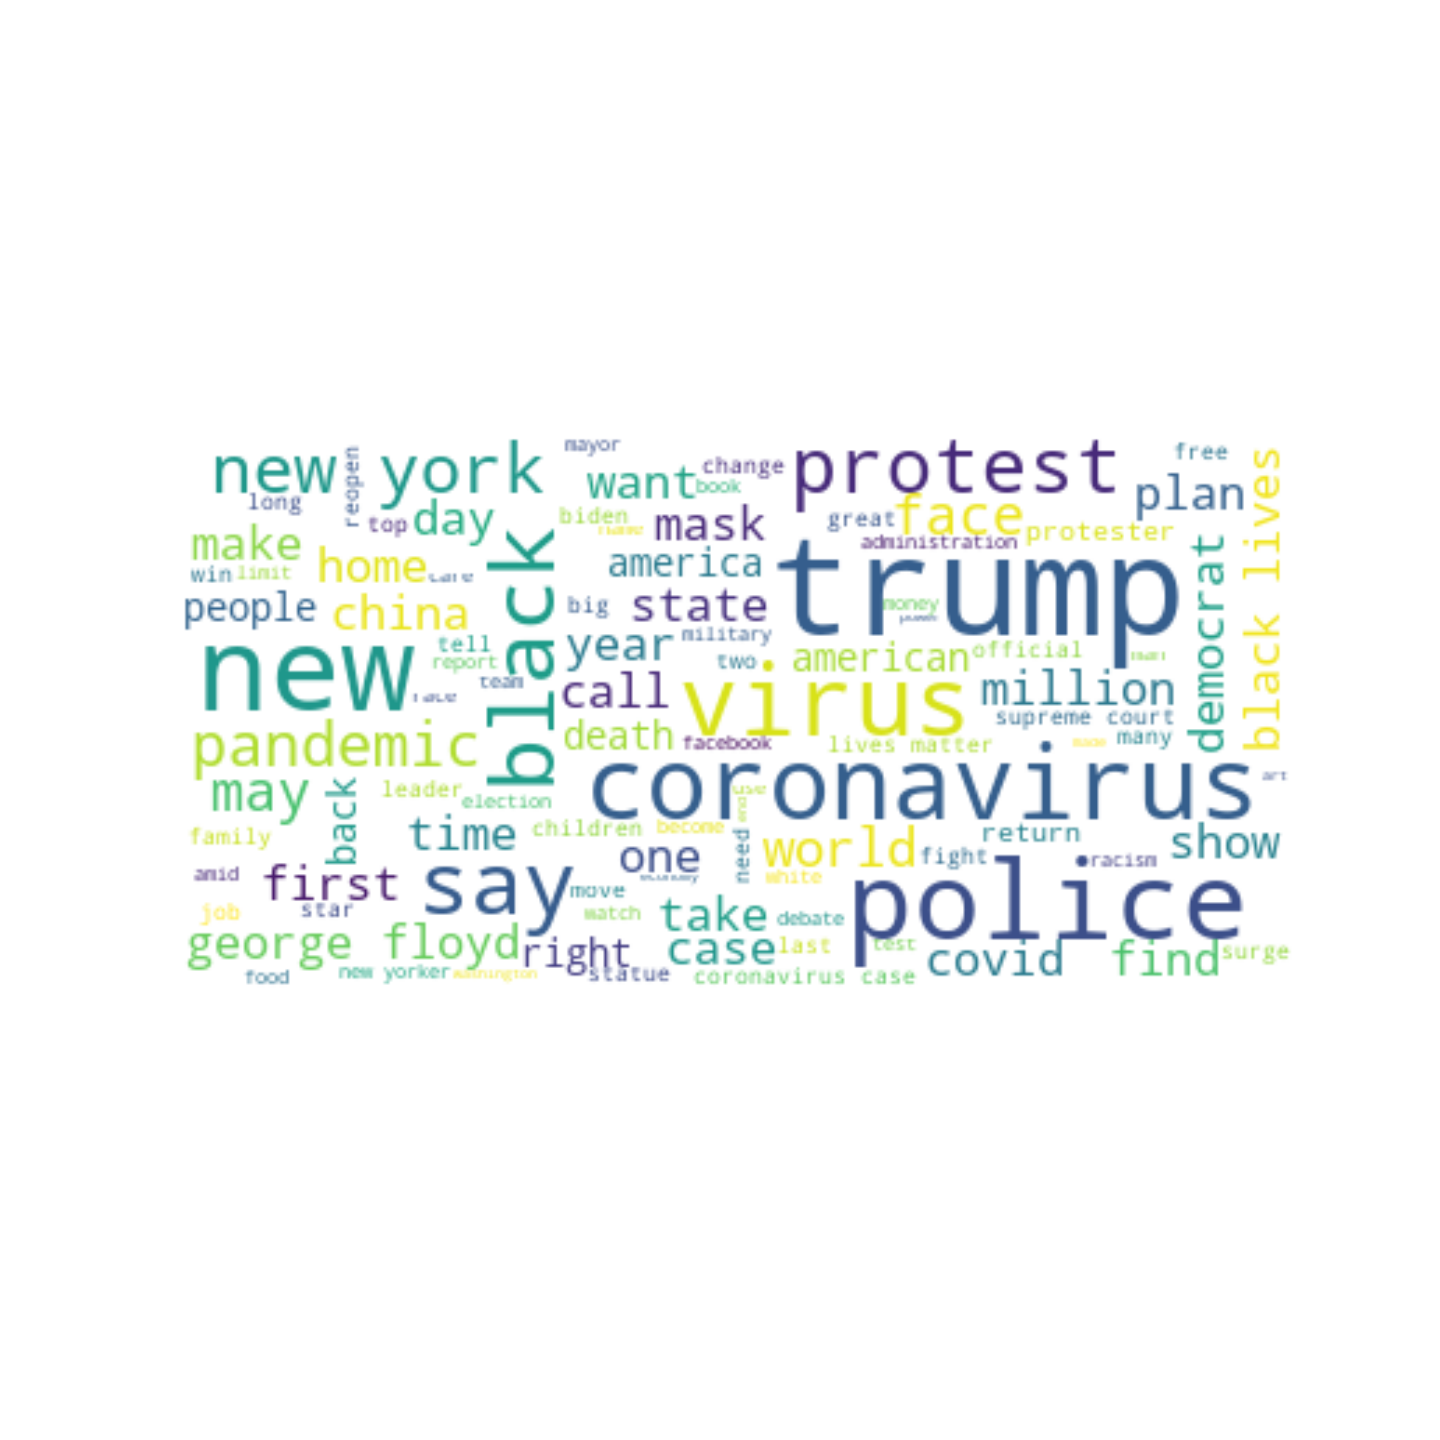 mayor
new york
protest
free
reopen
black lives
change
want
book
plan
long
face
day
top
mask
biden
great
protester
make
administration
black
democrat
america
trump
home
win
limit
people
china
big
state
money
tell
year
military
new
report
two
american
official
team
call
virus
million
supreme court
pandemic
death
facebook
lives matter
many
coronavirus
art
may
back
leader
election
family
time
children
become
need
end
world
return
show
one
fight
racism
amid
first
say
move
white
police
job
star
watch
take
debate
george floyd
right
case
last
test
covid
find
surge
food
new yorker
washington
statue
coronavirus case